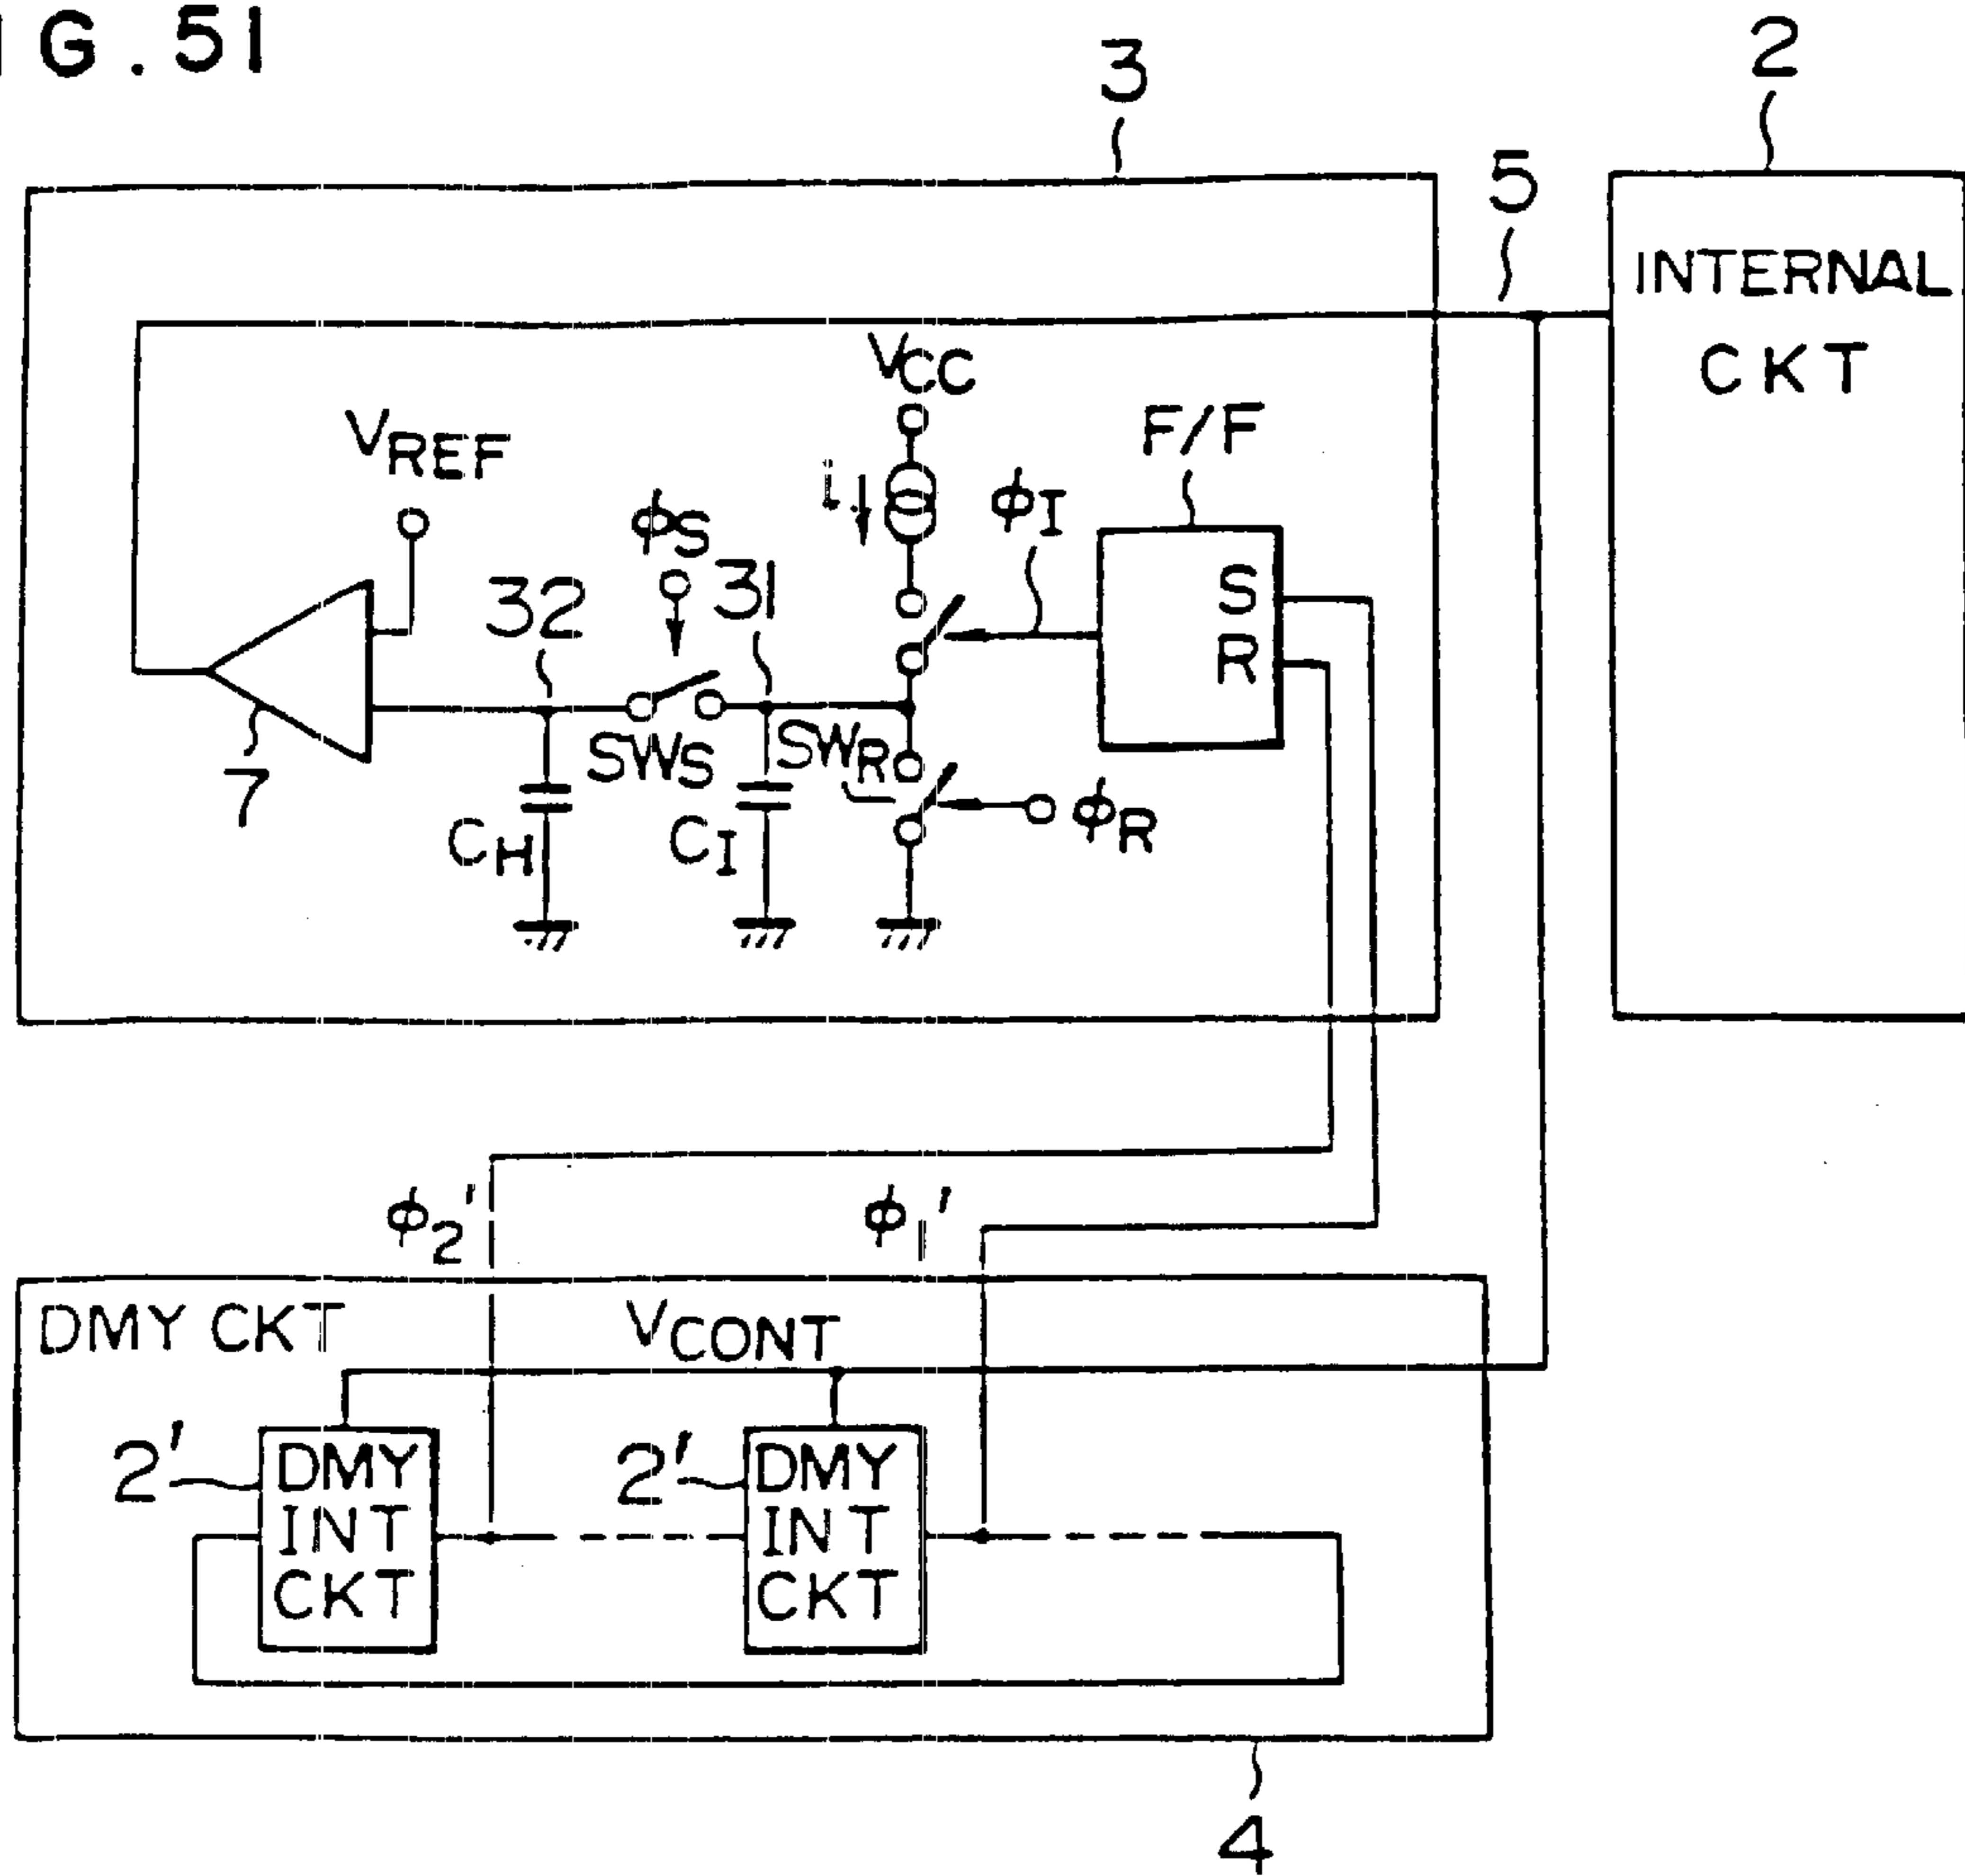 IG.51
3
2
5
INTERNAL
CKT
VCC
VREF
F/F
i
ϕS
ϕI
31
32
S
R
SWS
SWR
7
CH
CI
ϕR
ϕ2'
ϕ1'
DMY CKT
VCONT
2'
DMY
INT
CKT
2'
DMY
INT
CKT
4